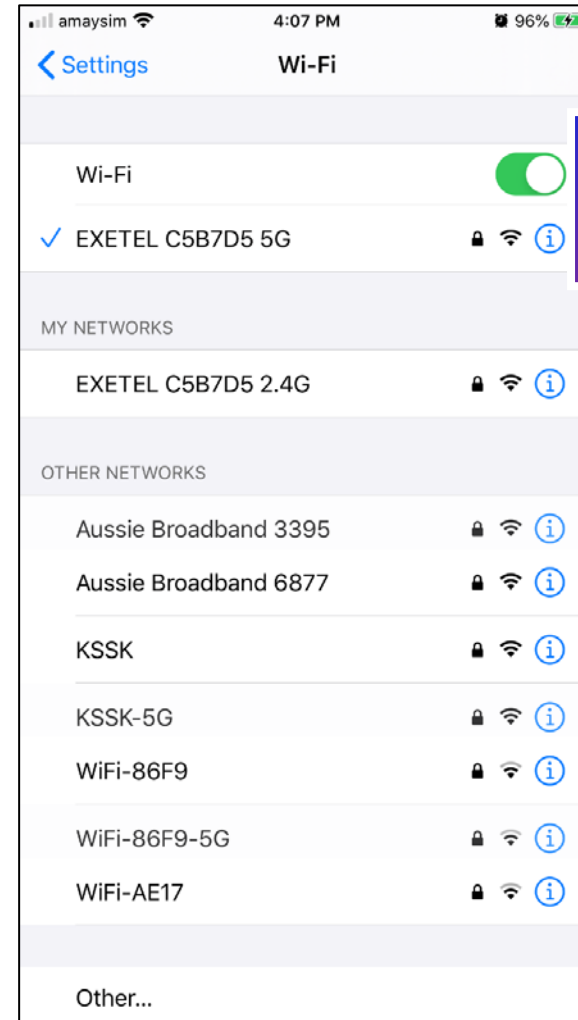 amaysim 4:07 PM 96%
Settings Wi-Fi
Wi-Fi
EXETEL C5B7D5 5G
MY NETWORKS
EXETEL C5B7D5 2.4G
OTHER NETWORKS
Aussie Broadband 3395
Aussie Broadband 6877
KSSK
KSSK-5G
WiFi-86F9
WiFi-86F9-5G
WiFi-AE17
Other...